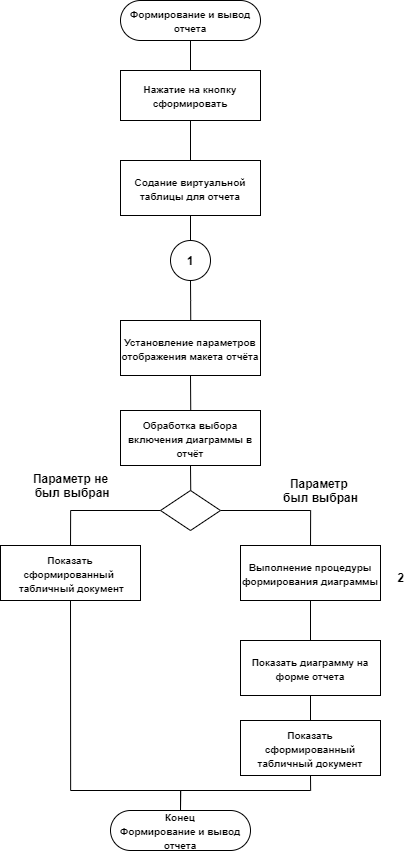 Формирование и вывод
отчета
Нажатие на кнопку
сформировать
Содание виртуальной
таблицы для отчета
1
Установление параметров
отображения макета отчёта
Обработка выбора
включения диаграммы в
отчёт
Параметр не
был выбран
Параметр
был выбран
Показать
сформированный
табличный документ
Выполнение процедуры
формирования диаграммы
2
Показать диаграмму на
форме отчета
Показать
сформированный
табличный документ
Конец
Формирование и вывод
отчета